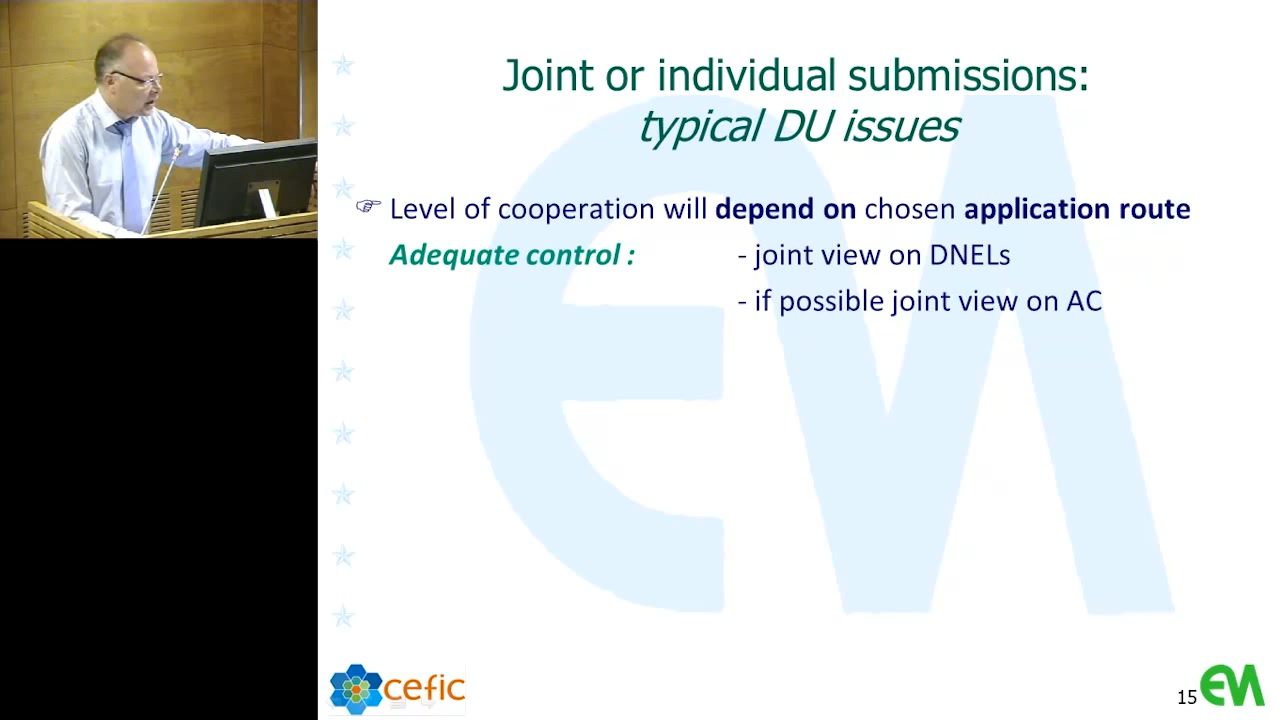 Joint or individual submissions:
typical DU issues
☞ Level of cooperation will depend on chosen application route
Adequate control : - joint view on DNELs
- if possible joint view on AC
cefic
15 EM